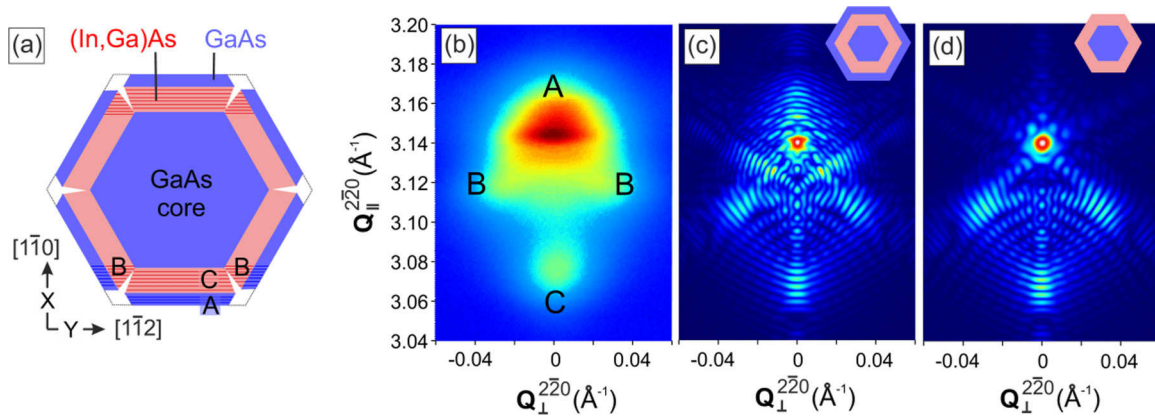 (a)
(In,Ga)As GaAs
GaAs
core
B B
C
A
[11̅0]
X
Y
[11̅2]
(b)
3.20
3.18
3.16
3.14
3.12
3.10
3.08
3.06
3.04
Q∥^22̅0 (Å⁻¹)
A
B B
C
-0.04 0 0.04
Q⊥^22̅0 (Å⁻¹)
(c)
-0.04 0 0.04
Q⊥^22̅0 (Å⁻¹)
(d)
-0.04 0 0.04
Q⊥^22̅0 (Å⁻¹)